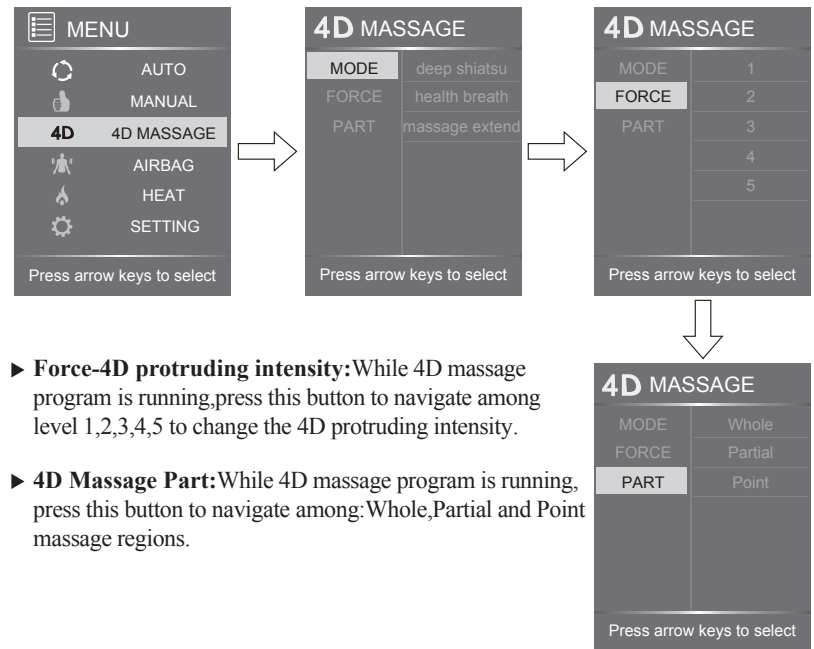 MENU
AUTO
MANUAL
4D 4D MASSAGE
AIRBAG
HEAT
SETTING
Press arrow keys to select
4D MASSAGE
MODE deep shiatsu
FORCE health breath
PART massage extend
Press arrow keys to select
4D MASSAGE
MODE 1
FORCE 2
PART 3
4
5
Press arrow keys to select
▶ Force-4D protruding intensity:While 4D massage
program is running,press this button to navigate among
level 1,2,3,4,5 to change the 4D protruding intensity.
▶ 4D Massage Part:While 4D massage program is running,
press this button to navigate among:Whole,Partial and Point
massage regions.
4D MASSAGE
MODE Whole
FORCE Partial
PART Point
Press arrow keys to select